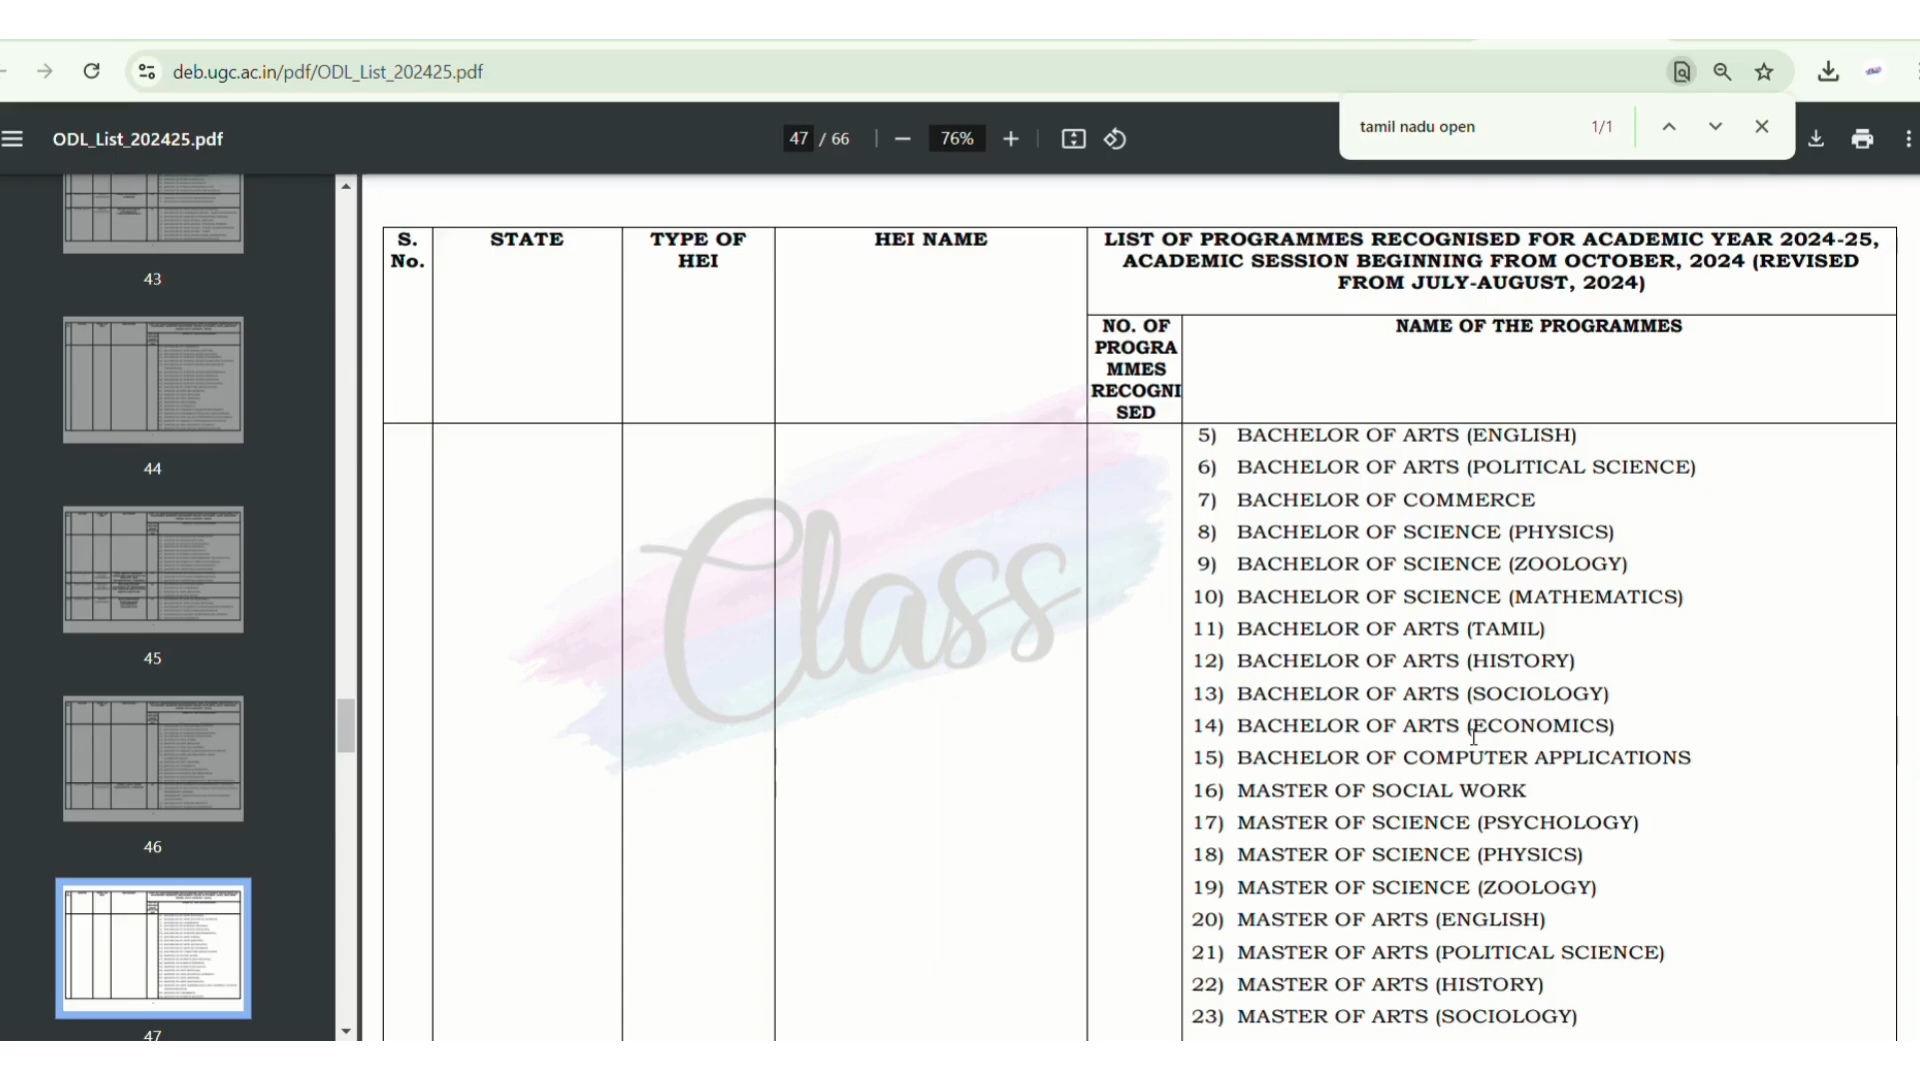 deb.ugc.ac.in/pdf/ODL_List_202425.pdf
tamil nadu open 1/1
ODL_List_202425.pdf 47 / 66 76%
43
44
45
46
47
S. No.
STATE
TYPE OF HEI
HEI NAME
LIST OF PROGRAMMES RECOGNISED FOR ACADEMIC YEAR 2024-25,
ACADEMIC SESSION BEGINNING FROM OCTOBER, 2024 (REVISED
FROM JULY-AUGUST, 2024)
NO. OF
PROGRA
MMES
RECOGNI
SED
NAME OF THE PROGRAMMES
5) BACHELOR OF ARTS (ENGLISH)
6) BACHELOR OF ARTS (POLITICAL SCIENCE)
7) BACHELOR OF COMMERCE
8) BACHELOR OF SCIENCE (PHYSICS)
9) BACHELOR OF SCIENCE (ZOOLOGY)
10) BACHELOR OF SCIENCE (MATHEMATICS)
11) BACHELOR OF ARTS (TAMIL)
12) BACHELOR OF ARTS (HISTORY)
13) BACHELOR OF ARTS (SOCIOLOGY)
14) BACHELOR OF ARTS (ECONOMICS)
15) BACHELOR OF COMPUTER APPLICATIONS
16) MASTER OF SOCIAL WORK
17) MASTER OF SCIENCE (PSYCHOLOGY)
18) MASTER OF SCIENCE (PHYSICS)
19) MASTER OF SCIENCE (ZOOLOGY)
20) MASTER OF ARTS (ENGLISH)
21) MASTER OF ARTS (POLITICAL SCIENCE)
22) MASTER OF ARTS (HISTORY)
23) MASTER OF ARTS (SOCIOLOGY)
Class